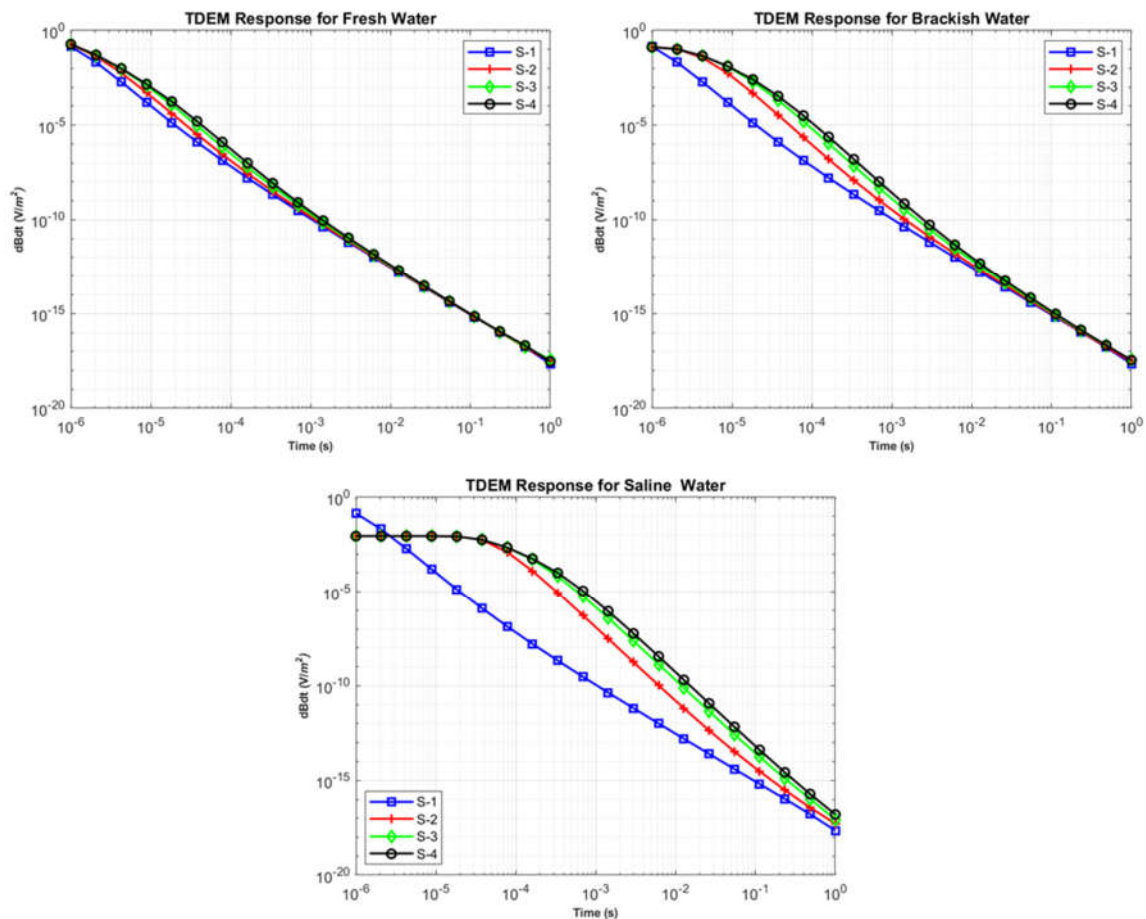 TDEM Response for Fresh Water
10^0
10^-5
10^-10
10^-15
10^-20
dBdt (V/m^2)
S-1
S-2
S-3
S-4
10^-6 10^-5 10^-4 10^-3 10^-2 10^-1 10^0
Time (s)
TDEM Response for Brackish Water
10^0
10^-5
10^-10
10^-15
10^-20
dBdt (V/m^2)
S-1
S-2
S-3
S-4
10^-6 10^-5 10^-4 10^-3 10^-2 10^-1 10^0
Time (s)
TDEM Response for Saline Water
10^0
10^-5
10^-10
10^-15
10^-20
dBdt (V/m^2)
S-1
S-2
S-3
S-4
10^-6 10^-5 10^-4 10^-3 10^-2 10^-1 10^0
Time (s)